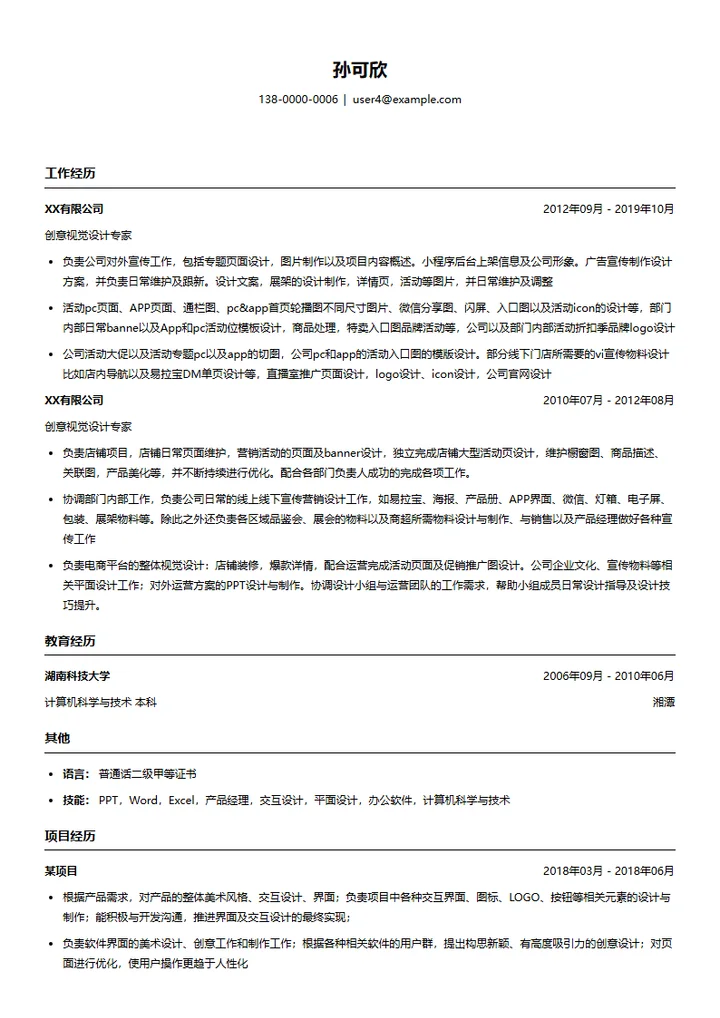 孙可欣
138-0000-0006 | user4@example.com
工作经历
XX有限公司 2012年09月 - 2019年10月
创意视觉设计专家
• 负责公司对外宣传工作，包括专题页面设计，图片制作以及项目内容概述。小程序后台上架信息及公司形象。广告宣传制作设计
方案，并负责日常维护及跟新。设计文案，展架的设计制作，详情页，活动等图片，并日常维护及调整
• 活动pc页面、APP页面、通栏图、pc&app首页轮播图不同尺寸图片、微信分享图、闪屏、入口图以及活动icon的设计等，部门
内部日常banne以及App和pc活动位模板设计，商品处理，特卖入口图品牌活动等，公司以及部门内部活动折扣季品牌logo设计
• 公司活动大促以及活动专题pc以及app的切图，公司pc和app的活动入口图的模版设计。部分线下门店所需要的vi宣传物料设计
比如店内导航以及易拉宝DM单页设计等，直播室推广页面设计，logo设计、icon设计，公司官网设计
XX有限公司 2010年07月 - 2012年08月
创意视觉设计专家
• 负责店铺项目，店铺日常页面维护，营销活动的页面及banner设计，独立完成店铺大型活动页设计，维护橱窗图、商品描述、
关联图，产品美化等，并不断持续进行优化。配合各部门负责人成功的完成各项工作。
• 协调部门内部工作，负责公司日常的线上线下宣传营销设计工作，如易拉宝、海报、产品册、APP界面、微信、灯箱、电子屏、
包装、展架物料等。除此之外还负责各区域品鉴会、展会的物料以及商超所需物料设计与制作、与销售以及产品经理做好各种宣
传工作
• 负责电商平台的整体视觉设计：店铺装修，爆款详情，配合运营完成活动页面及促销推广图设计。公司企业文化、宣传物料等相
关平面设计工作；对外运营方案的PPT设计与制作。协调设计小组与运营团队的工作需求，帮助小组成员日常设计指导及设计技
巧提升。
教育经历
湖南科技大学 2006年09月 - 2010年06月
计算机科学与技术 本科 湘潭
其他
• 语言： 普通话二级甲等证书
• 技能： PPT，Word，Excel，产品经理，交互设计，平面设计，办公软件，计算机科学与技术
项目经历
某项目 2018年03月 - 2018年06月
• 根据产品需求，对产品的整体美术风格、交互设计、界面；负责项目中各种交互界面、图标、LOGO、按钮等相关元素的设计与
制作；能积极与开发沟通，推进界面及交互设计的最终实现；
• 负责软件界面的美术设计、创意工作和制作工作；根据各种相关软件的用户群，提出构思新颖、有高度吸引力的创意设计；对页
面进行优化，使用户操作更趋于人性化